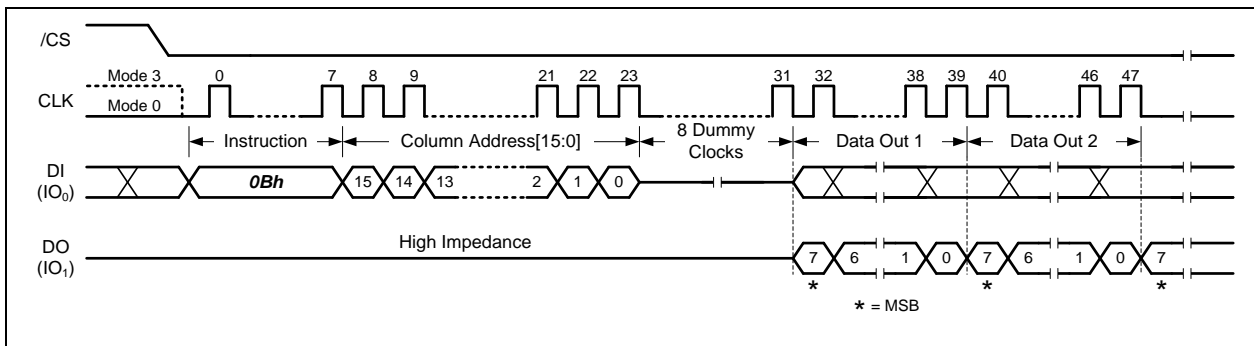 /CS
Mode 3 0 7 8 9 21 22 23 31 32 38 39 40 46 47
CLK Mode 0
Instruction Column Address[15:0] 8 Dummy Clocks Data Out 1 Data Out 2
DI (IO0) 0Bh 15 14 13 2 1 0
High Impedance
DO (IO1) 7 6 1 0 7 6 1 0 7
* * *
* = MSB